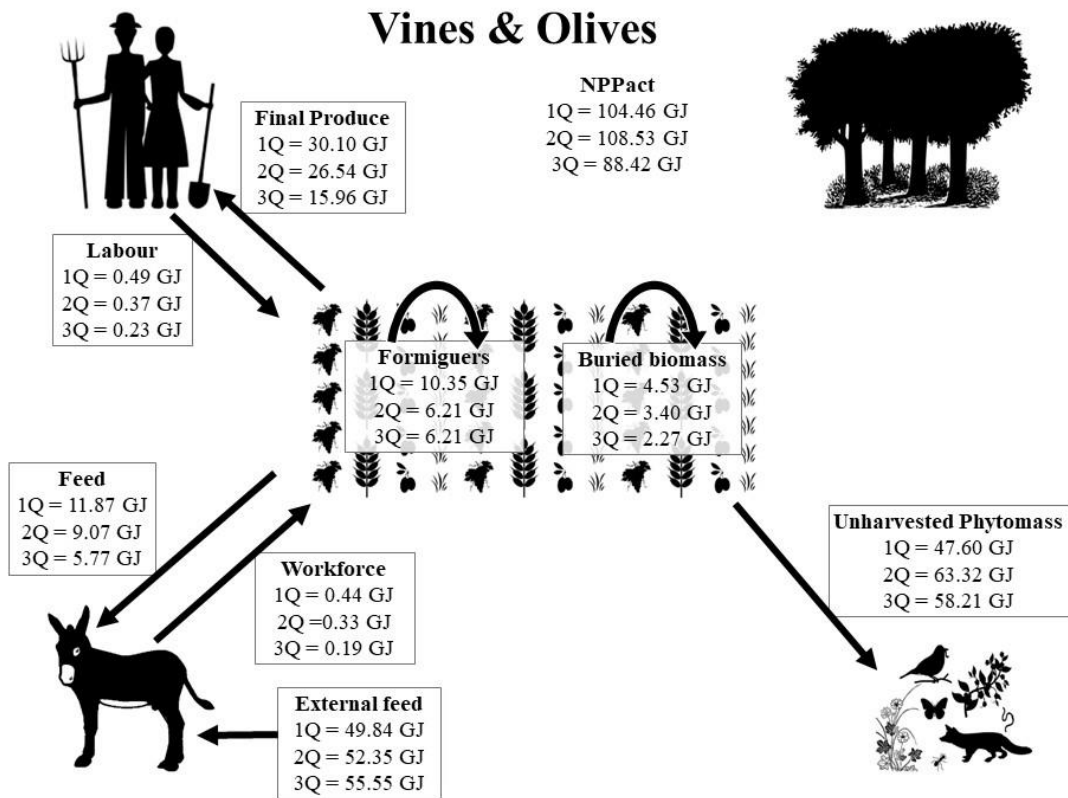 Vines & Olives
NPPact
1Q = 104.46 GJ
2Q = 108.53 GJ
3Q = 88.42 GJ
Final Produce
1Q = 30.10 GJ
2Q = 26.54 GJ
3Q = 15.96 GJ
Labour
1Q = 0.49 GJ
2Q = 0.37 GJ
3Q = 0.23 GJ
Formiguers
1Q = 10.35 GJ
2Q = 6.21 GJ
3Q = 6.21 GJ
Buried biomass
1Q = 4.53 GJ
2Q = 3.40 GJ
3Q = 2.27 GJ
Feed
1Q = 11.87 GJ
2Q = 9.07 GJ
3Q = 5.77 GJ
Workforce
1Q = 0.44 GJ
2Q =0.33 GJ
3Q = 0.19 GJ
Unharvested Phytomass
1Q = 47.60 GJ
2Q = 63.32 GJ
3Q = 58.21 GJ
External feed
1Q = 49.84 GJ
2Q = 52.35 GJ
3Q = 55.55 GJ